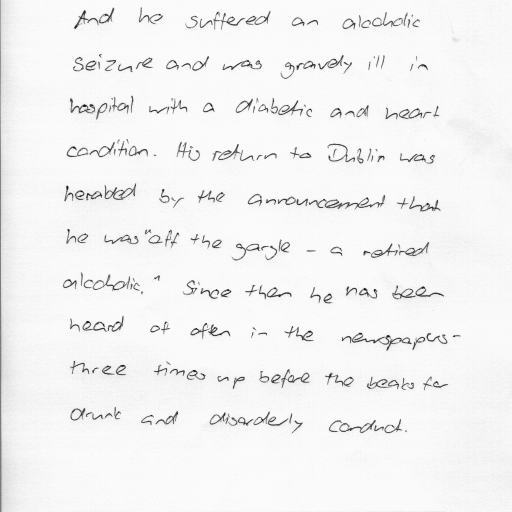 And he suffered an alcoholic
seizure and was gravely ill in
hospital with a diabetic and heart
condition. His return to Dublin was
heralded by the announcement that
he was "off the gargle - a retired
alcoholic." Since then he has been
heard of often in the newspapers-
three times up before the beaks for
drunk and disorderly conduct.